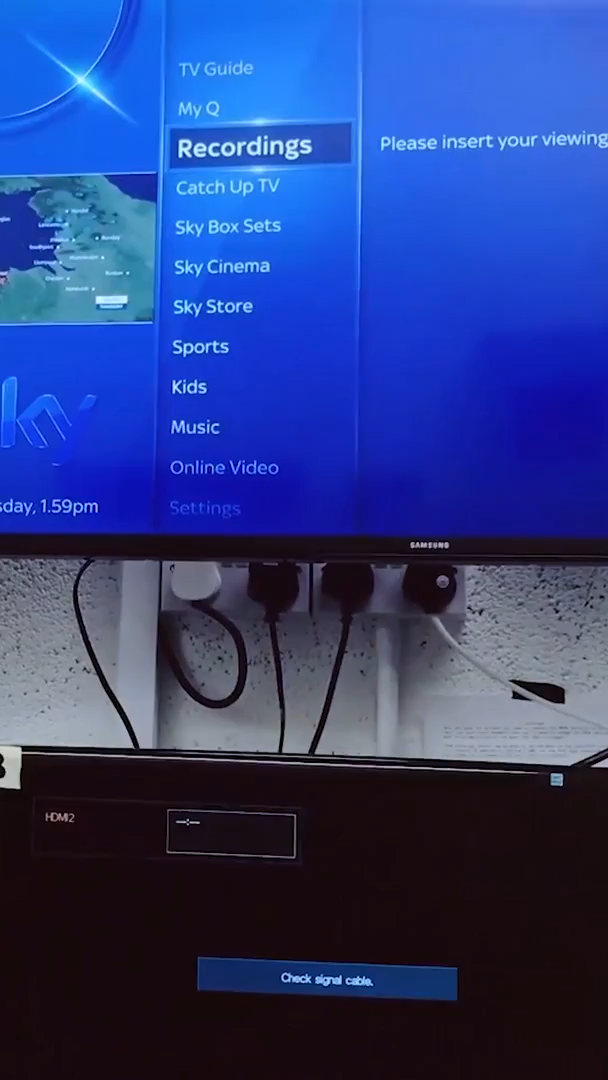 TV Guide
My Q
Recordings
Please insert your viewing
Catch Up TV
Sky Box Sets
Sky Cinema
Sky Store
Sports
Kids
Music
Online Video
Settings
ky
sday, 1.59pm
SAMSUNG
HDMI2
--:--
Check signal cable.